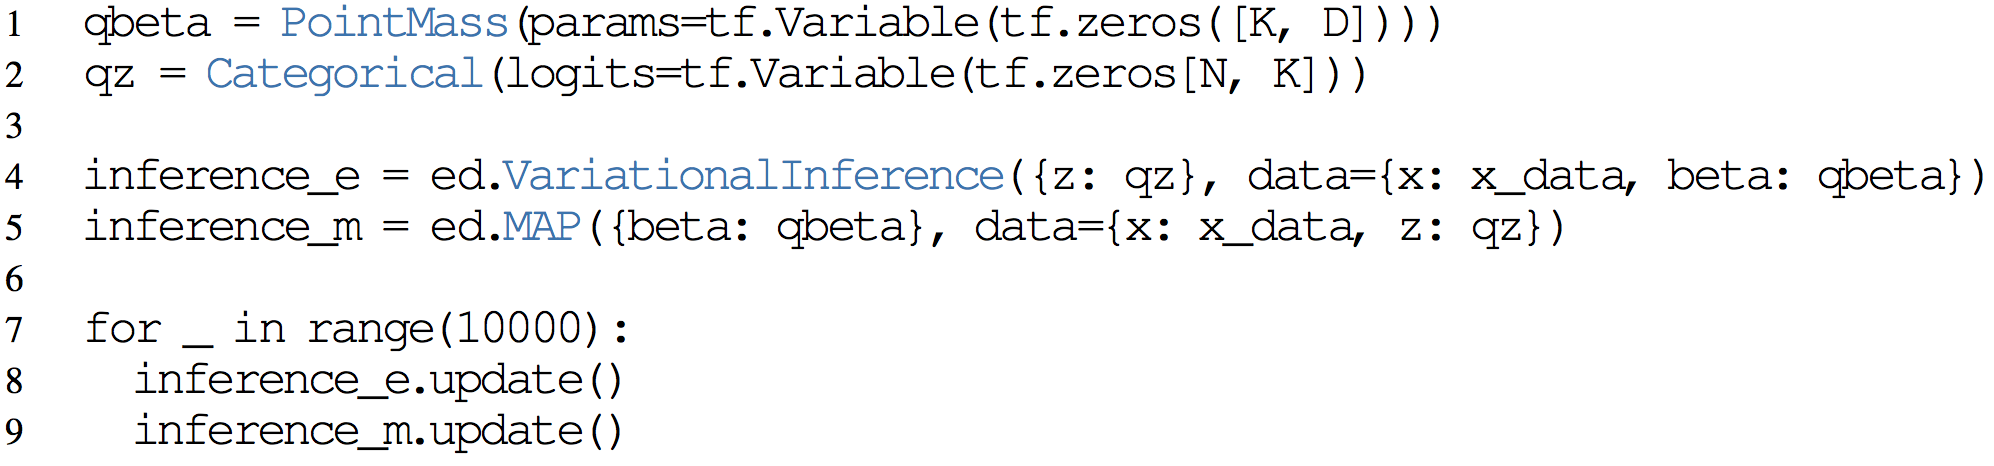 1 qbeta = PointMass(params=tf.Variable(tf.zeros([K, D])))
2 qz = Categorical(logits=tf.Variable(tf.zeros[N, K]))
3
4 inference_e = ed.VariationalInference({z: qz}, data={x: x_data, beta: qbeta})
5 inference_m = ed.MAP({beta: qbeta}, data={x: x_data, z: qz})
6
7 for _ in range(10000):
8   inference_e.update()
9   inference_m.update()